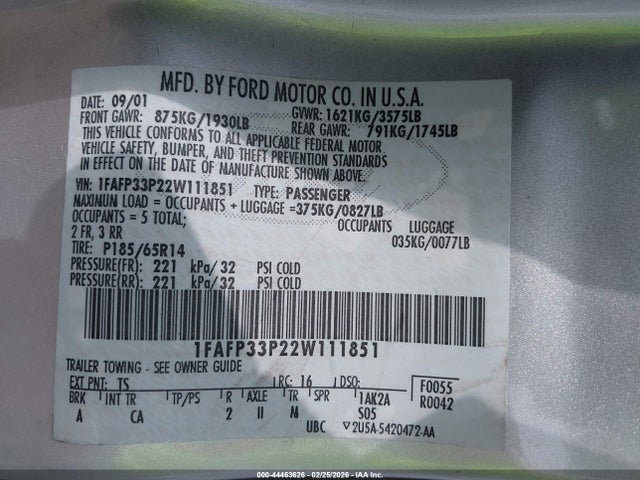 MFD. BY FORD MOTOR CO. IN U.S.A.
DATE: 09/01 GVWR: 1621KG/3575LB
FRONT GAWR: 875KG/1930LB REAR GAWR: 791KG/1745LB
THIS VEHICLE CONFORMS TO ALL APPLICABLE FEDERAL MOTOR
VEHICLE SAFETY, BUMPER, AND THEFT PREVENTION STANDARDS
IN EFFECT ON THE DATE OF MANUFACTURE SHOWN ABOVE.
VIN: 1FAFP33P22W111851 TYPE: PASSENGER
MAXIMUM LOAD = OCCUPANTS + LUGGAGE =375KG/0827LB
OCCUPANTS = 5 TOTAL; OCCUPANTS LUGGAGE
2 FR, 3 RR 035KG/0077LB
TIRE: P185/65R14
PRESSURE(FR): 221 kPa/32 PSI COLD
PRESSURE(RR): 221 kPa/32 PSI COLD
1FAFP33P22W111851
TRAILER TOWING - SEE OWNER GUIDE
EXT PNT: TS RC: 16 DSO: F0055
BRK INT TR TP/PS R AXLE TR SPR 1AK2A R0042
A CA 2 II M S05
UBC ▽2U5A-5420472-AA
000-44463626 - 02/25/2026 - IAA Inc.